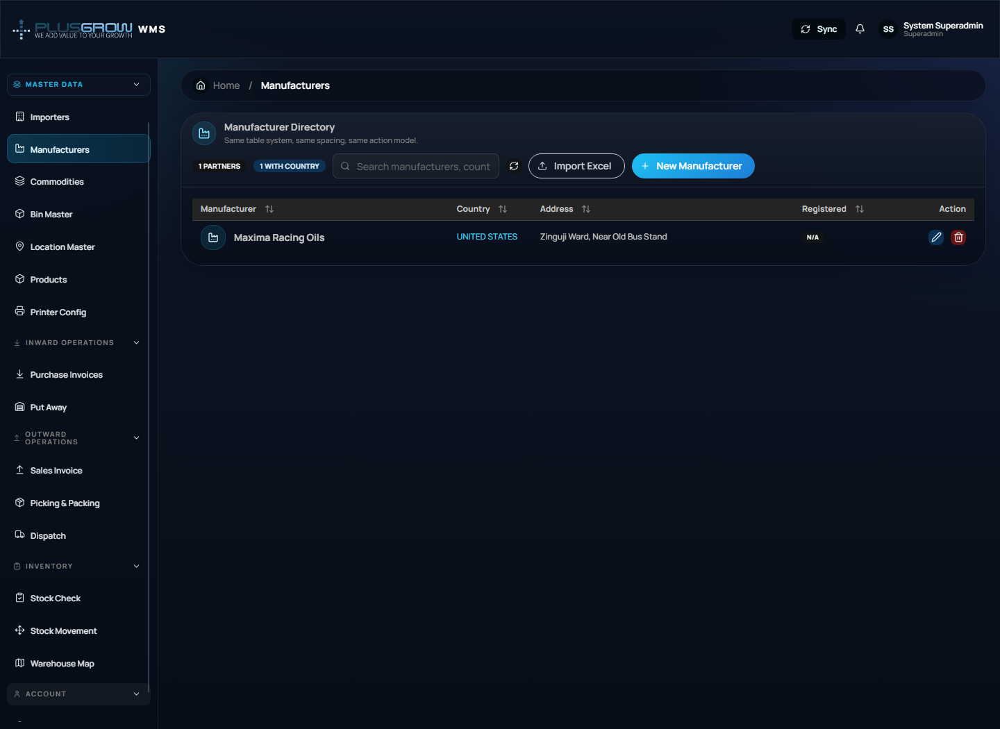 PLUSGROW WMS
WE ADD VALUE TO YOUR GROWTH
Sync
SS
System Superadmin
Superadmin
MASTER DATA
Importers
Manufacturers
Commodities
Bin Master
Location Master
Products
Printer Config
INWARD OPERATIONS
Purchase Invoices
Put Away
OUTWARD
OPERATIONS
Sales Invoice
Picking & Packing
Dispatch
INVENTORY
Stock Check
Stock Movement
Warehouse Map
ACCOUNT
Home / Manufacturers
Manufacturer Directory
Same table system, same spacing, same action model.
1 PARTNERS
1 WITH COUNTRY
Search manufacturers, count
Import Excel
New Manufacturer
Manufacturer Country Address Registered Action
Maxima Racing Oils UNITED STATES Zinguji Ward, Near Old Bus Stand N/A